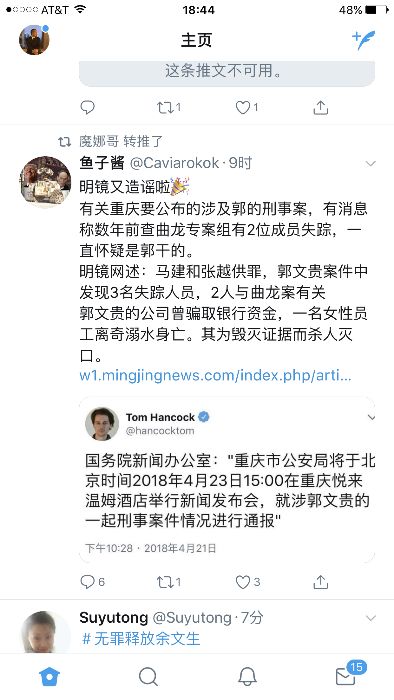 AT&T
18:44
48%
主页
这条推文不可用。
1
1
魔娜哥 转推了
鱼子酱 @Caviarokok · 9时
明镜又造谣啦🎉
有关重庆要公布的涉及郭的刑事案，有消息
称数年前查曲龙专案组有2位成员失踪，一
直怀疑是郭干的。
明镜网述：马建和张越供罪，郭文贵案件中
发现3名失踪人员，2人与曲龙案有关
郭文贵的公司曾骗取银行资金，一名女性员
工离奇溺水身亡。其为毁灭证据而杀人灭
口。
w1.mingjingnews.com/index.php/arti...
Tom Hancock
@hancocktom
国务院新闻办公室："重庆市公安局将于北
京时间2018年4月23日15:00在重庆悦来
温姆酒店举行新闻发布会，就涉郭文贵的
一起刑事案件情况进行通报"
下午10:28 · 2018年4月21日
6
1
3
Suyutong @Suyutong · 7分
#无罪释放余文生
15